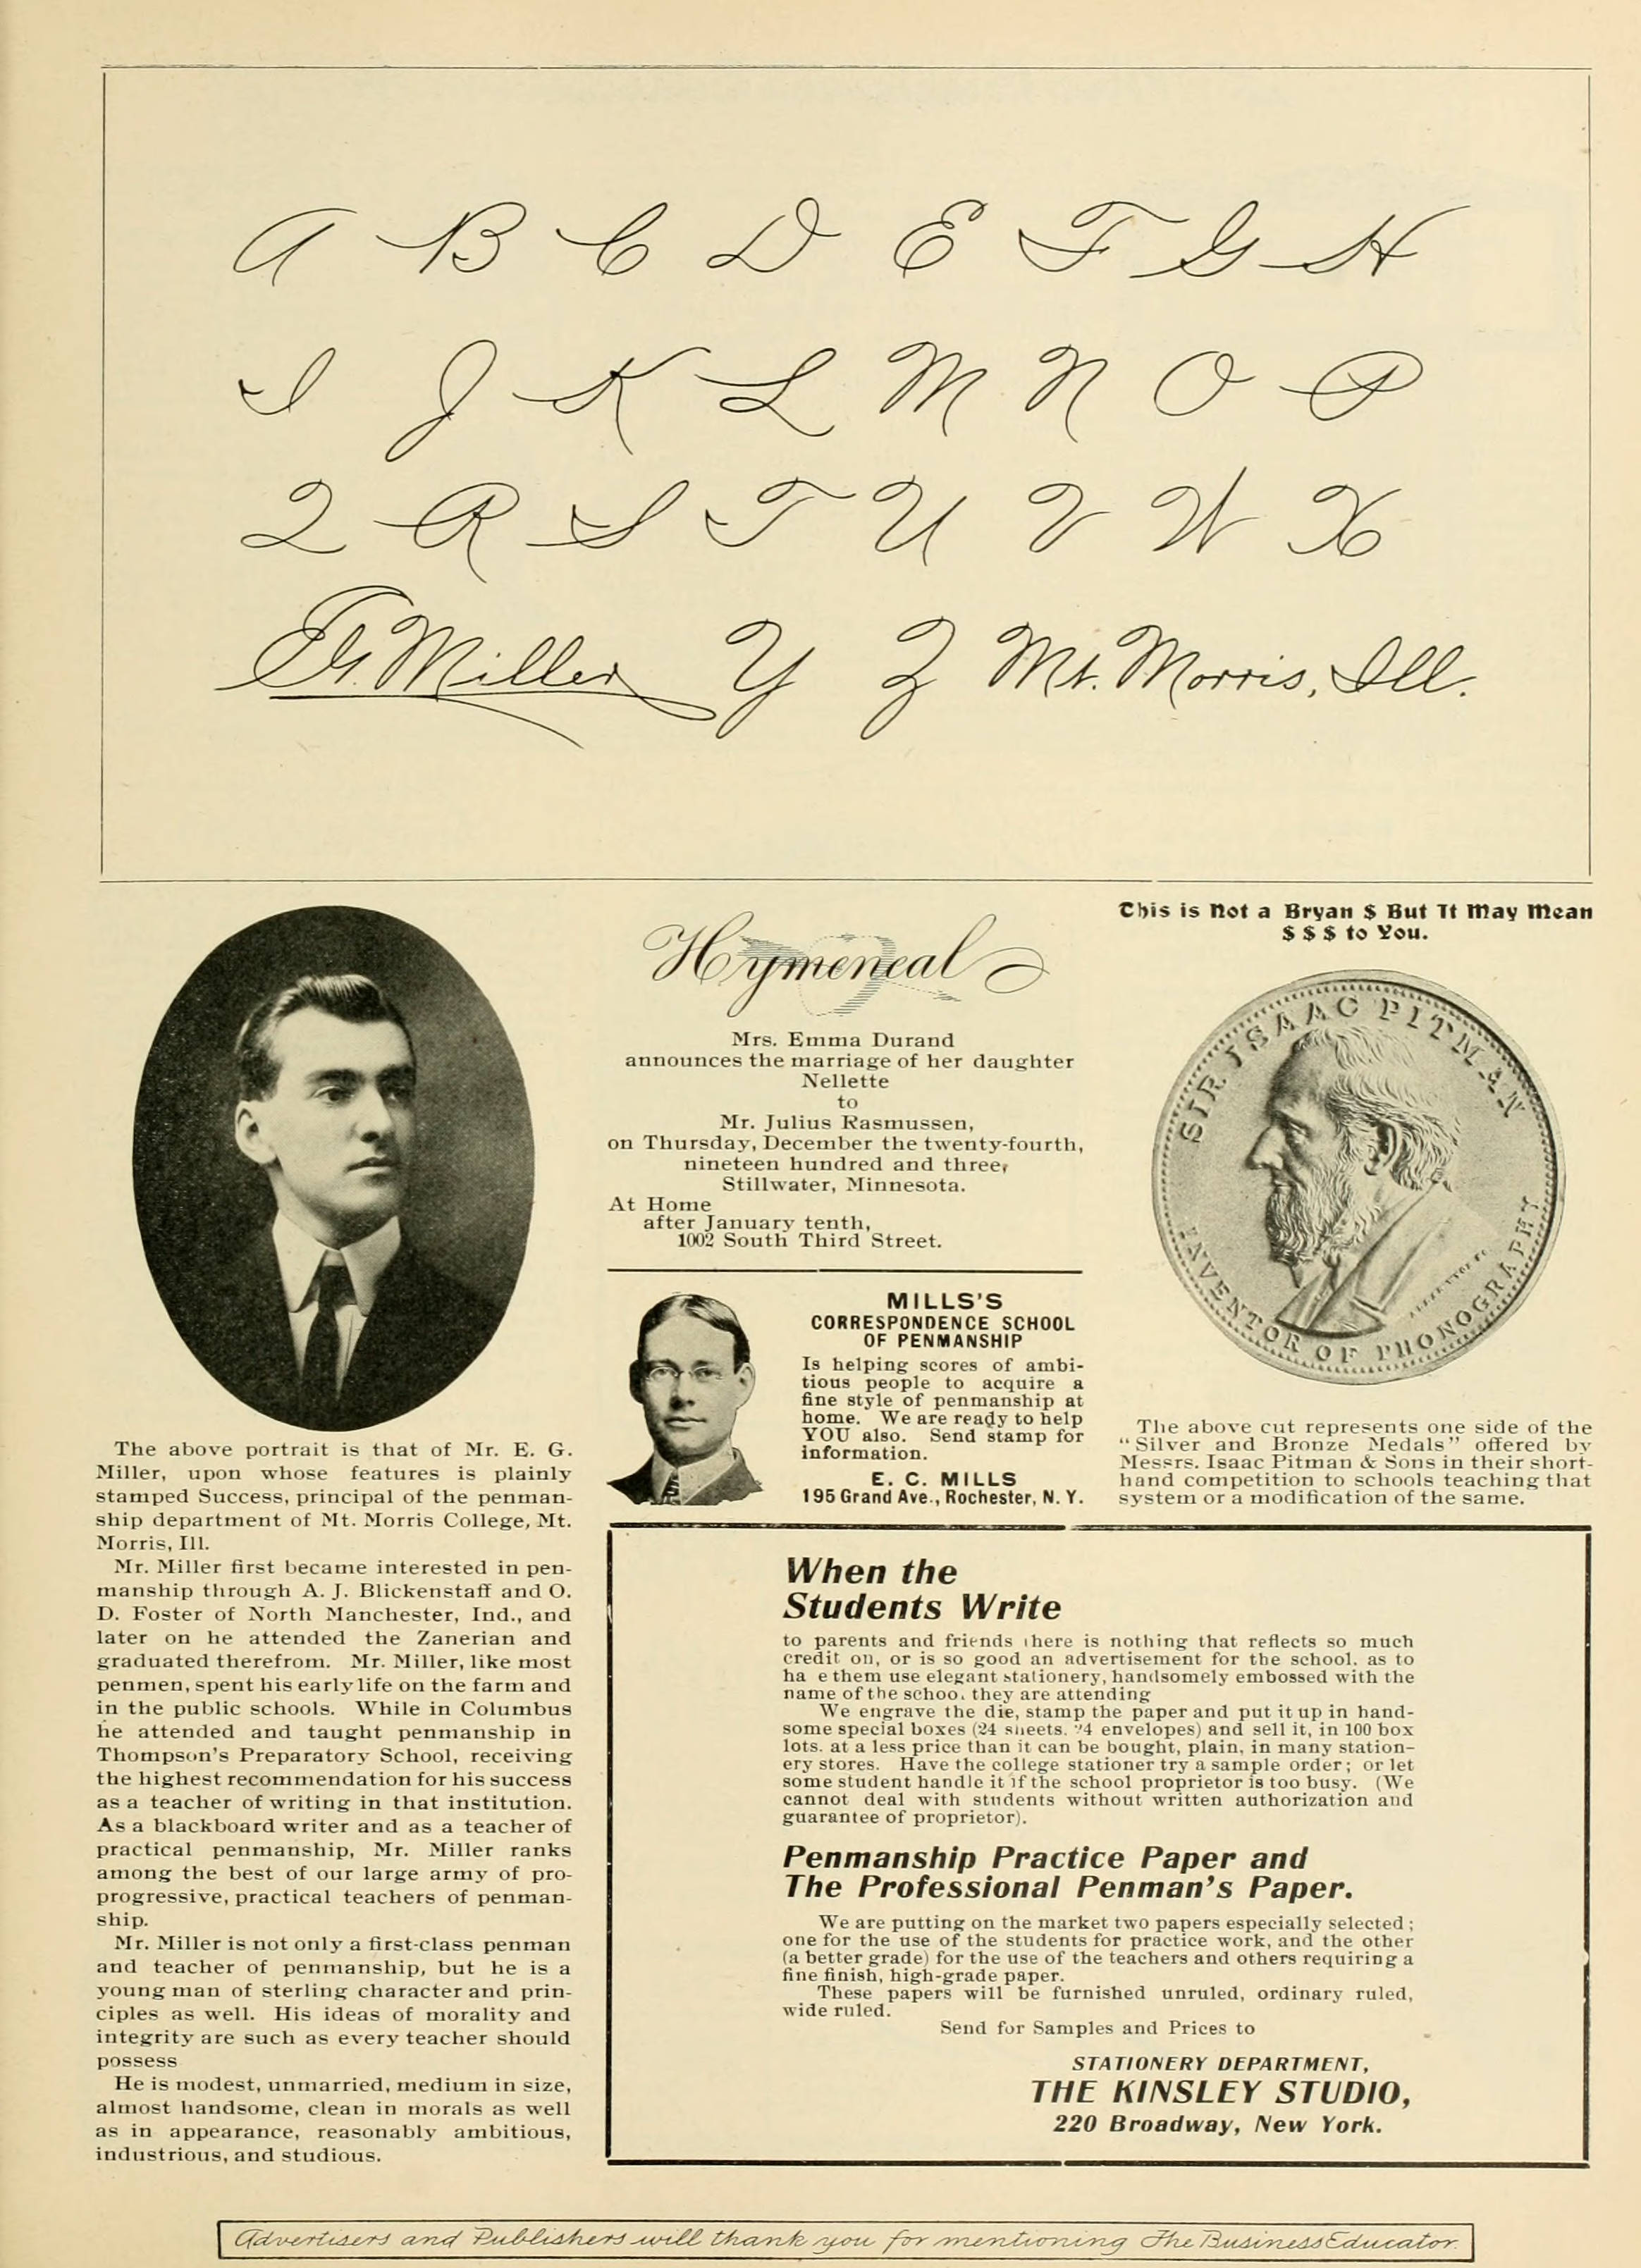 A B C D E F G H
I J K L M N O P
Q R S T U V W X
E.G. Miller Y Z Mt. Morris, Ill.
The above portrait is that of Mr. E. G.
Miller, upon whose features is plainly
stamped Success, principal of the penman-
ship department of Mt. Morris College, Mt.
Morris, Ill.
Mr. Miller first became interested in pen-
manship through A. J. Blickenstaff and O.
D. Foster of North Manchester, Ind., and
later on he attended the Zanerian and
graduated therefrom. Mr. Miller, like most
penmen, spent his early life on the farm and
in the public schools. While in Columbus
he attended and taught penmanship in
Thompson's Preparatory School, receiving
the highest recommendation for his success
as a teacher of writing in that institution.
As a blackboard writer and as a teacher of
practical penmanship, Mr. Miller ranks
among the best of our large army of pro-
progressive, practical teachers of penman-
ship.
Mr. Miller is not only a first-class penman
and teacher of penmanship, but he is a
young man of sterling character and prin-
ciples as well. His ideas of morality and
integrity are such as every teacher should
possess
He is modest, unmarried, medium in size,
almost handsome, clean in morals as well
as in appearance, reasonably ambitious,
industrious, and studious.
Hymeneal
Mrs. Emma Durand
announces the marriage of her daughter
Nellette
to
Mr. Julius Rasmussen,
on Thursday, December the twenty-fourth,
nineteen hundred and three,
Stillwater, Minnesota.
At Home
after January tenth,
1002 South Third Street.
MILLS'S
CORRESPONDENCE SCHOOL
OF PENMANSHIP
Is helping scores of ambi-
tious people to acquire a
fine style of penmanship at
home. We are ready to help
YOU also. Send stamp for
information.
E. C. MILLS
195 Grand Ave., Rochester, N. Y.
This is Not a Bryan $ But It May Mean
$ $ $ to You.
SIR ISAAC PITMAN
INVENTOR OF PHONOGRAPHY
The above cut represents one side of the
"Silver and Bronze Medals" offered by
Messrs. Isaac Pitman & Sons in their short-
hand competition to schools teaching that
system or a modification of the same.
When the
Students Write
to parents and friends there is nothing that reflects so much
credit on, or is so good an advertisement for the school. as to
ha e them use elegant stationery, handsomely embossed with the
name of the schoo. they are attending
We engrave the die, stamp the paper and put it up in hand-
some special boxes (24 sheets. 24 envelopes) and sell it, in 100 box
lots. at a less price than it can be bought, plain, in many station-
ery stores. Have the college stationer try a sample order; or let
some student handle it if the school proprietor is too busy. (We
cannot deal with students without written authorization and
guarantee of proprietor).
Penmanship Practice Paper and
The Professional Penman's Paper.
We are putting on the market two papers especially selected;
one for the use of the students for practice work, and the other
(a better grade) for the use of the teachers and others requiring a
fine finish, high-grade paper.
These papers will be furnished unruled, ordinary ruled,
wide ruled.
Send for Samples and Prices to
STATIONERY DEPARTMENT,
THE KINSLEY STUDIO,
220 Broadway, New York.
Advertisers and Publishers will thank you for mentioning The Business Educator.